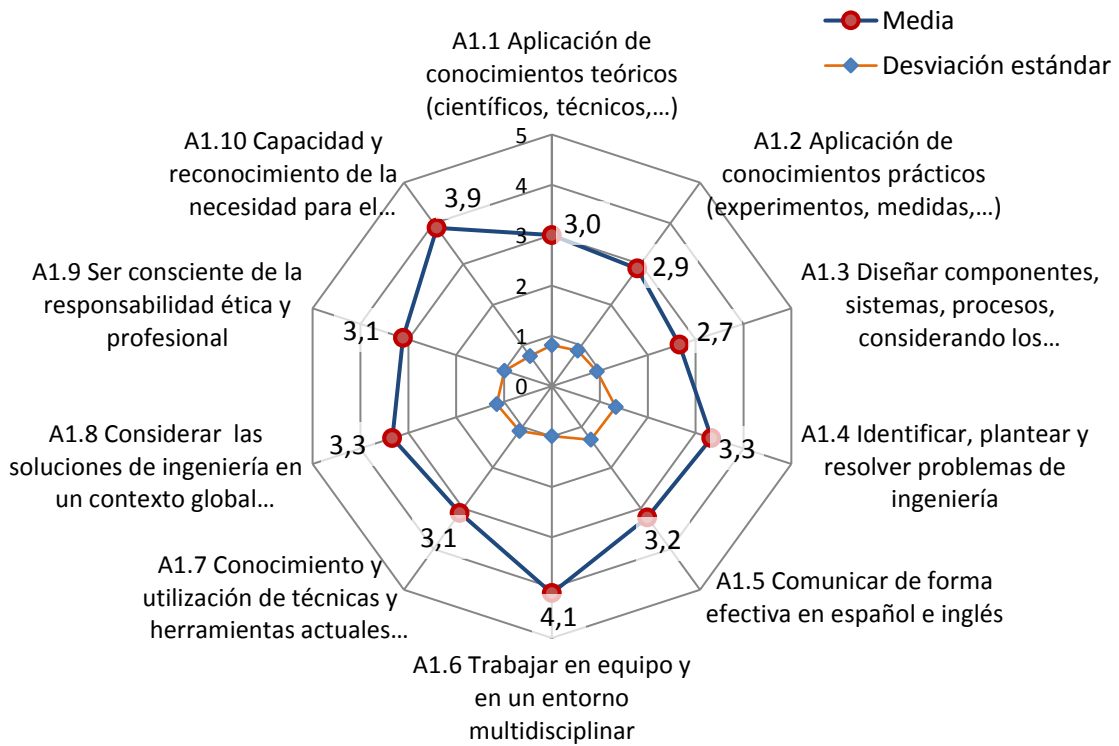 Media
Desviación estándar
A1.1 Aplicación de
conocimientos teóricos
(científicos, técnicos,...)
A1.2 Aplicación de
conocimientos prácticos
(experimentos, medidas,...)
A1.3 Diseñar componentes,
sistemas, procesos,
considerando los...
A1.4 Identificar, plantear y
resolver problemas de
ingeniería
A1.5 Comunicar de forma
efectiva en español e inglés
A1.6 Trabajar en equipo y
en un entorno
multidisciplinar
A1.7 Conocimiento y
utilización de técnicas y
herramientas actuales...
A1.8 Considerar  las
soluciones de ingeniería en
un contexto global...
A1.9 Ser consciente de la
responsabilidad ética y
profesional
A1.10 Capacidad y
reconocimiento de la
necesidad para el...
5
4
3
2
1
0
3,0
2,9
2,7
3,3
3,2
4,1
3,1
3,3
3,1
3,9